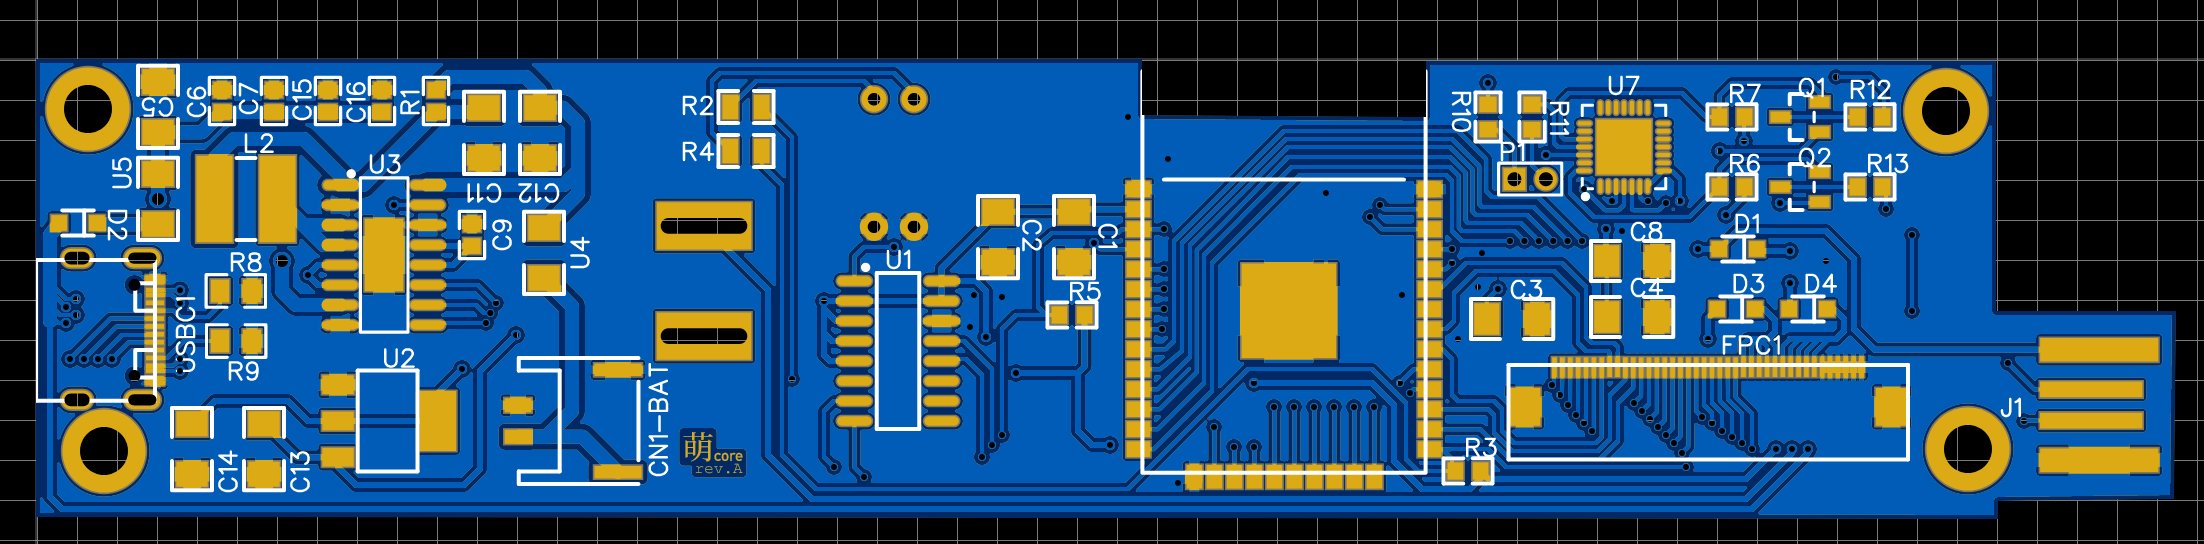 C5
C6
C7
C15
C16
R1
R2
R4
R10
R11
U7
R7
Q1
R12
P1
R6
Q2
R13
L2
U5
U3
C11
C12
D2
C9
U4
C2
C1
D1
C8
U1
R8
R5
C3
C4
D3
D4
USBC1
R9
U2
FPC1
CN1-BAT
J1
萌core
rev.A
R3
C14
C13